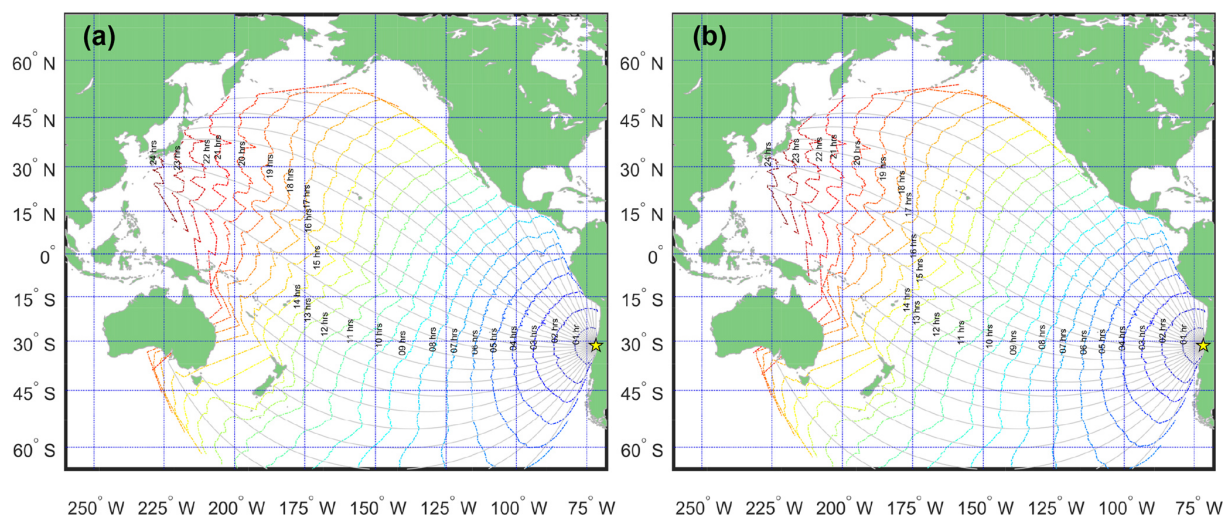 (a)
60° N
45° N
30° N
15° N
0°
15° S
30° S
45° S
60° S
250° W
225° W
200° W
175° W
150° W
125° W
100° W
75° W
24 hrs
23 hrs
22 hrs
21 hrs
20 hrs
19 hrs
18 hrs
17 hrs
16 hrs
15 hrs
14 hrs
13 hrs
12 hrs
11 hrs
10 hrs
09 hrs
08 hrs
07 hrs
06 hrs
05 hrs
04 hrs
03 hrs
02 hrs
01 hr
(b)
60° N
45° N
30° N
15° N
0°
15° S
30° S
45° S
60° S
250° W
225° W
200° W
175° W
150° W
125° W
100° W
75° W
24 hrs
23 hrs
22 hrs
21 hrs
20 hrs
19 hrs
18 hrs
17 hrs
16 hrs
15 hrs
14 hrs
13 hrs
12 hrs
11 hrs
10 hrs
09 hrs
08 hrs
07 hrs
06 hrs
05 hrs
04 hrs
03 hrs
02 hrs
01 hr